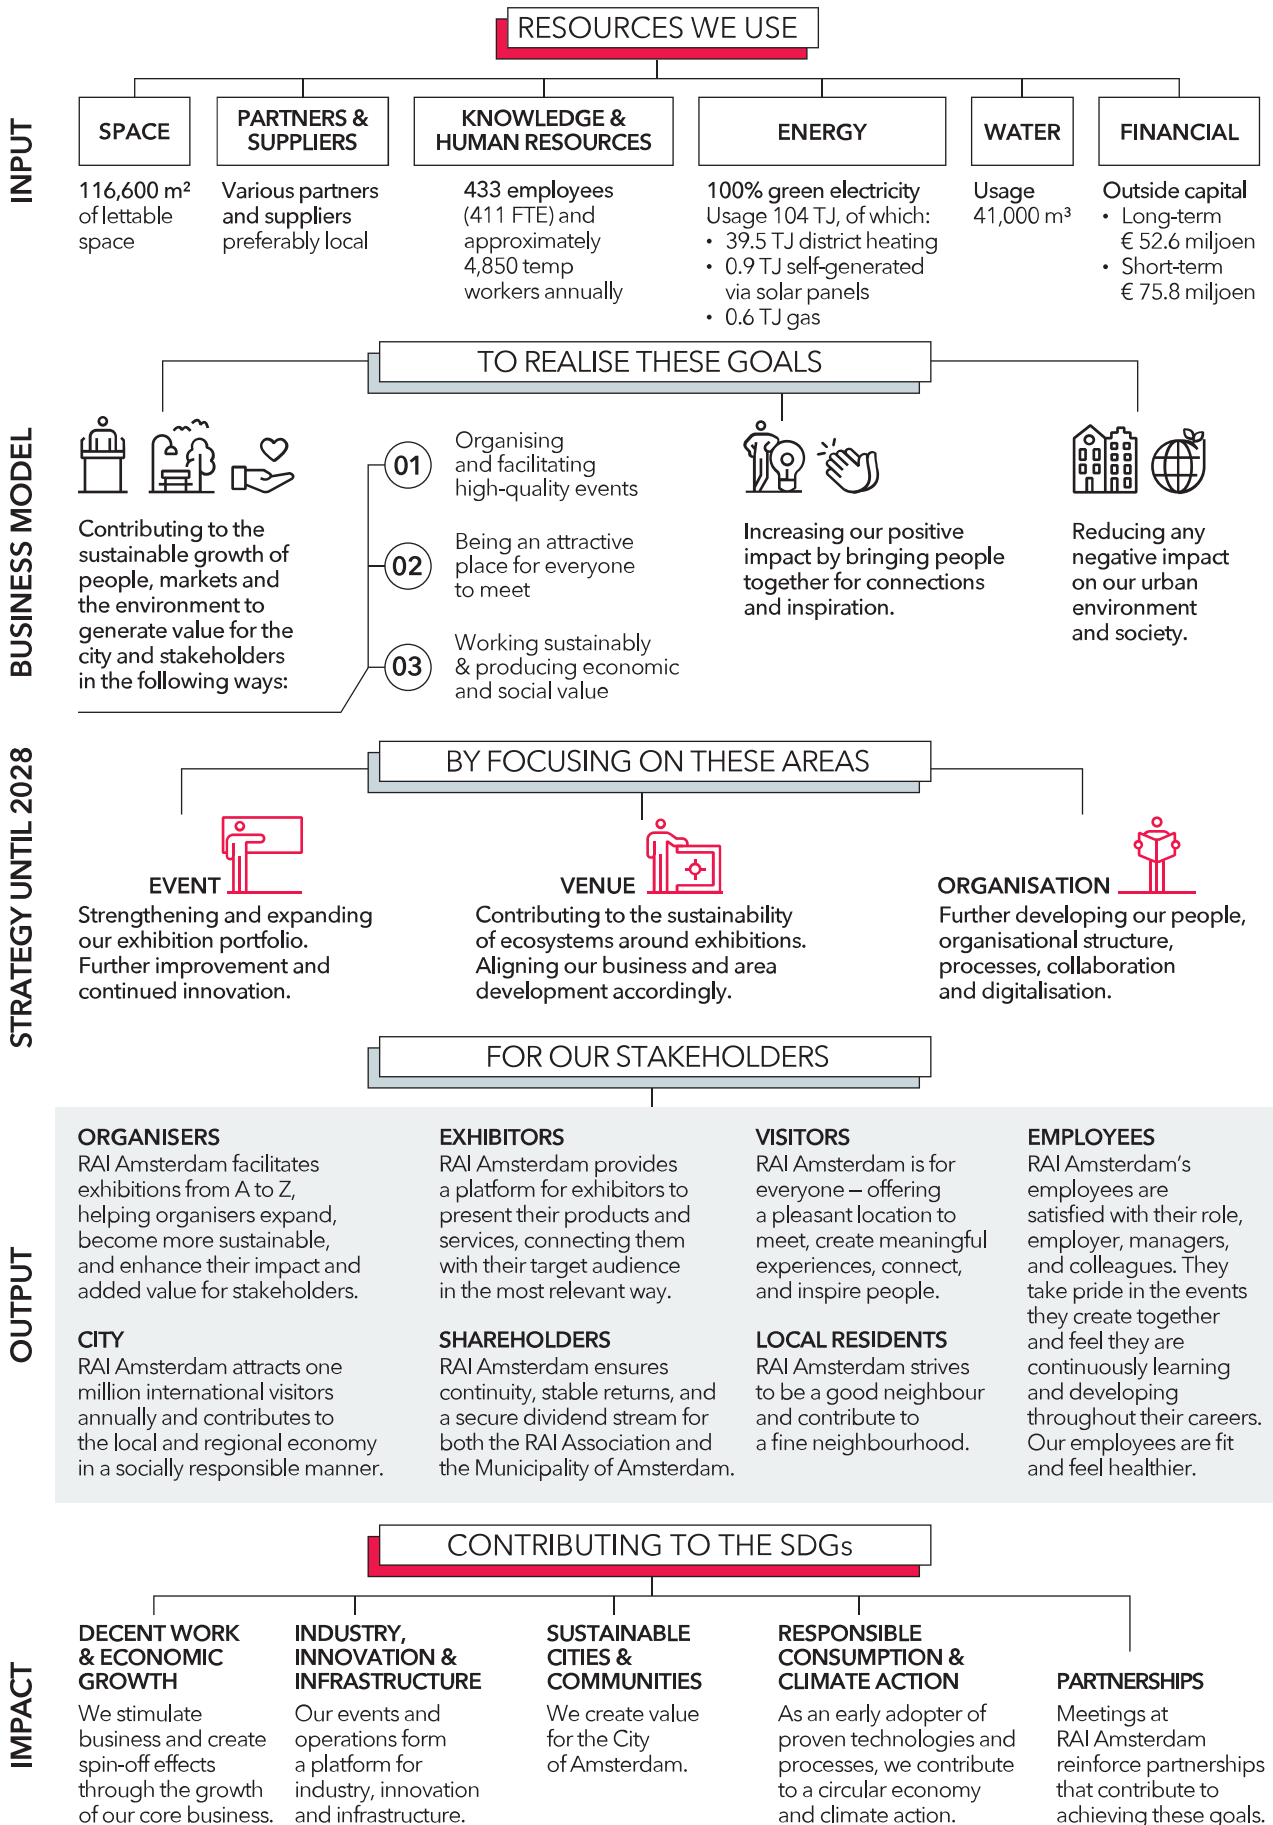 RESOURCES WE USE
INPUT
SPACE
116,600 m²
of lettable
space
PARTNERS &
SUPPLIERS
Various partners
and suppliers
preferably local
KNOWLEDGE &
HUMAN RESOURCES
433 employees
(411 FTE) and
approximately
4,850 temp
workers annually
ENERGY
100% green electricity
Usage 104 TJ, of which:
• 39.5 TJ district heating
• 0.9 TJ self-generated
via solar panels
• 0.6 TJ gas
WATER
Usage
41,000 m³
FINANCIAL
Outside capital
• Long-term
€ 52.6 miljoen
• Short-term
€ 75.8 miljoen
TO REALISE THESE GOALS
BUSINESS MODEL
Contributing to the
sustainable growth of
people, markets and
the environment to
generate value for the
city and stakeholders
in the following ways:
01
Organising
and facilitating
high-quality events
02
Being an attractive
place for everyone
to meet
03
Working sustainably
& producing economic
and social value
Increasing our positive
impact by bringing people
together for connections
and inspiration.
Reducing any
negative impact
on our urban
environment
and society.
BY FOCUSING ON THESE AREAS
STRATEGY UNTIL 2028
EVENT
Strengthening and expanding
our exhibition portfolio.
Further improvement and
continued innovation.
VENUE
Contributing to the sustainability
of ecosystems around exhibitions.
Aligning our business and area
development accordingly.
ORGANISATION
Further developing our people,
organisational structure,
processes, collaboration
and digitalisation.
FOR OUR STAKEHOLDERS
OUTPUT
ORGANISERS
RAI Amsterdam facilitates
exhibitions from A to Z,
helping organisers expand,
become more sustainable,
and enhance their impact and
added value for stakeholders.
EXHIBITORS
RAI Amsterdam provides
a platform for exhibitors to
present their products and
services, connecting them
with their target audience
in the most relevant way.
VISITORS
RAI Amsterdam is for
everyone – offering
a pleasant location to
meet, create meaningful
experiences, connect,
and inspire people.
EMPLOYEES
RAI Amsterdam's
employees are
satisfied with their role,
employer, managers,
and colleagues. They
take pride in the events
they create together
and feel they are
continuously learning
and developing
throughout their careers.
Our employees are fit
and feel healthier.
CITY
RAI Amsterdam attracts one
million international visitors
annually and contributes to
the local and regional economy
in a socially responsible manner.
SHAREHOLDERS
RAI Amsterdam ensures
continuity, stable returns, and
a secure dividend stream for
both the RAI Association and
the Municipality of Amsterdam.
LOCAL RESIDENTS
RAI Amsterdam strives
to be a good neighbour
and contribute to
a fine neighbourhood.
CONTRIBUTING TO THE SDGs
IMPACT
DECENT WORK
& ECONOMIC
GROWTH
We stimulate
business and create
spin-off effects
through the growth
of our core business.
INDUSTRY,
INNOVATION &
INFRASTRUCTURE
Our events and
operations form
a platform for
industry, innovation
and infrastructure.
SUSTAINABLE
CITIES &
COMMUNITIES
We create value
for the City
of Amsterdam.
RESPONSIBLE
CONSUMPTION &
CLIMATE ACTION
As an early adopter of
proven technologies and
processes, we contribute
to a circular economy
and climate action.
PARTNERSHIPS
Meetings at
RAI Amsterdam
reinforce partnerships
that contribute to
achieving these goals.